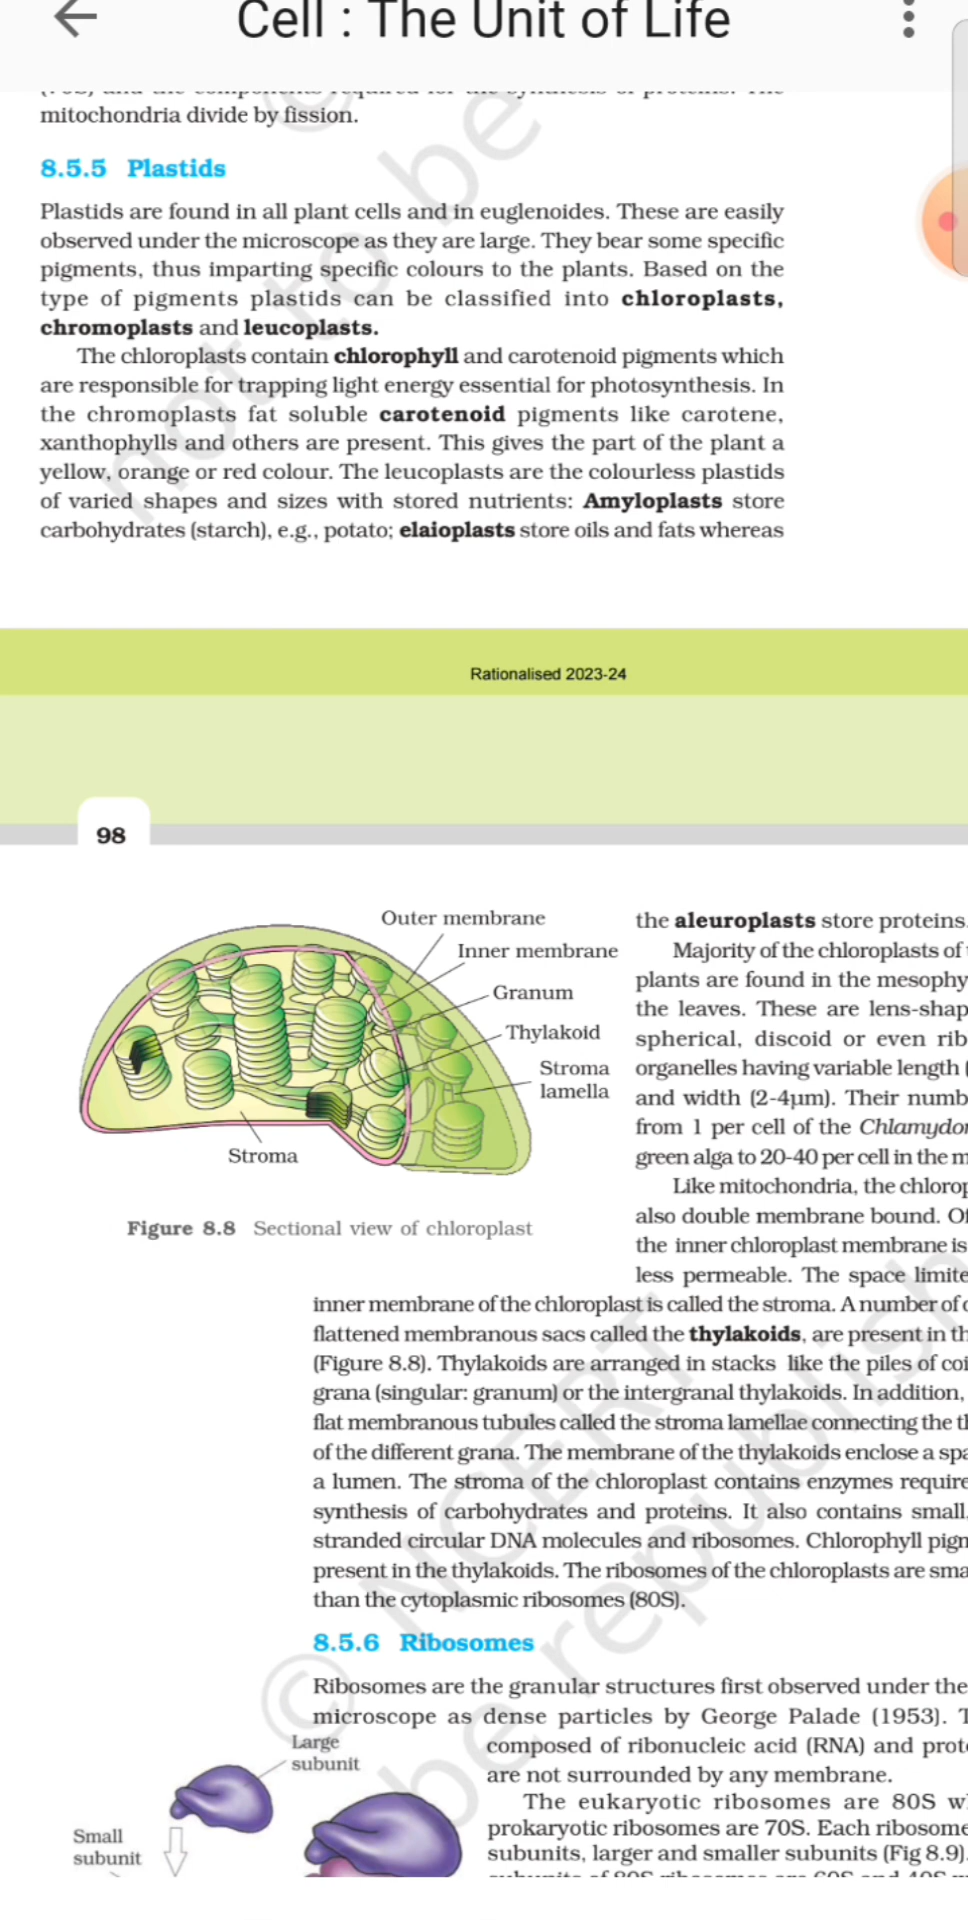 Cell : The Unit of Life
mitochondria divide by fission.
8.5.5 Plastids
Plastids are found in all plant cells and in euglenoides. These are easily
observed under the microscope as they are large. They bear some specific
pigments, thus imparting specific colours to the plants. Based on the
type of pigments plastids can be classified into chloroplasts,
chromoplasts and leucoplasts.
The chloroplasts contain chlorophyll and carotenoid pigments which
are responsible for trapping light energy essential for photosynthesis. In
the chromoplasts fat soluble carotenoid pigments like carotene,
xanthophylls and others are present. This gives the part of the plant a
yellow, orange or red colour. The leucoplasts are the colourless plastids
of varied shapes and sizes with stored nutrients: Amyloplasts store
carbohydrates (starch), e.g., potato; elaioplasts store oils and fats whereas
not to be
Rationalised 2023-24
98
Outer membrane
Inner membrane
Granum
Thylakoid
Stroma
lamella
Stroma
Figure 8.8 Sectional view of chloroplast
the aleuroplasts store proteins.
Majority of the chloroplasts of
plants are found in the mesophy
the leaves. These are lens-shap
spherical, discoid or even rib
organelles having variable length (
and width (2-4µm). Their numb
from 1 per cell of the Chlamydo
green alga to 20-40 per cell in the m
Like mitochondria, the chlorop
also double membrane bound. Of
the inner chloroplast membrane is
less permeable. The space limite
inner membrane of the chloroplast is called the stroma. A number of
flattened membranous sacs called the thylakoids, are present in th
(Figure 8.8). Thylakoids are arranged in stacks like the piles of coi
grana (singular: granum) or the intergranal thylakoids. In addition,
flat membranous tubules called the stroma lamellae connecting the th
of the different grana. The membrane of the thylakoids enclose a spa
a lumen. The stroma of the chloroplast contains enzymes require
synthesis of carbohydrates and proteins. It also contains small,
stranded circular DNA molecules and ribosomes. Chlorophyll pigm
present in the thylakoids. The ribosomes of the chloroplasts are sma
than the cytoplasmic ribosomes (80S).
© NCERT
be republish
8.5.6 Ribosomes
Ribosomes are the granular structures first observed under the
microscope as dense particles by George Palade (1953). T
composed of ribonucleic acid (RNA) and prot
are not surrounded by any membrane.
The eukaryotic ribosomes are 80S w
prokaryotic ribosomes are 70S. Each ribosome
subunits, larger and smaller subunits (Fig 8.9).
Large
subunit
Small
subunit